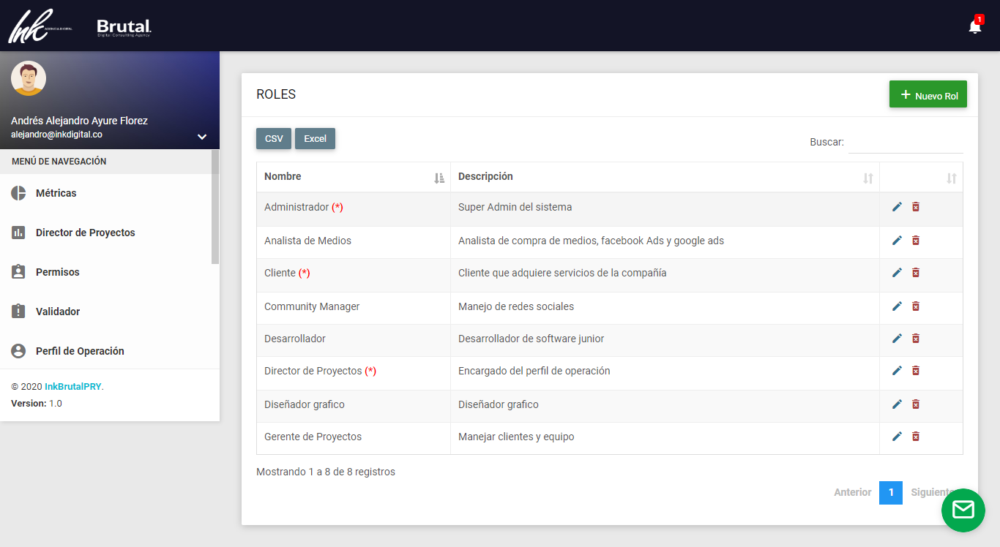 Ink AGENCIA DIGITAL
Brutal.
Digital Consulting Agency
1
Andrés Alejandro Ayure Florez
alejandro@inkdigital.co
MENÚ DE NAVEGACIÓN
Métricas
Director de Proyectos
Permisos
Validador
Perfil de Operación
© 2020 InkBrutalPRY.
Version: 1.0
ROLES
+ Nuevo Rol
CSV Excel
Buscar:
Nombre Descripción
Administrador (*) Super Admin del sistema
Analista de Medios Analista de compra de medios, facebook Ads y google ads
Cliente (*) Cliente que adquiere servicios de la compañía
Community Manager Manejo de redes sociales
Desarrollador Desarrollador de software junior
Director de Proyectos (*) Encargado del perfil de operación
Diseñador grafico Diseñador grafico
Gerente de Proyectos Manejar clientes y equipo
Mostrando 1 a 8 de 8 registros
Anterior 1 Siguiente